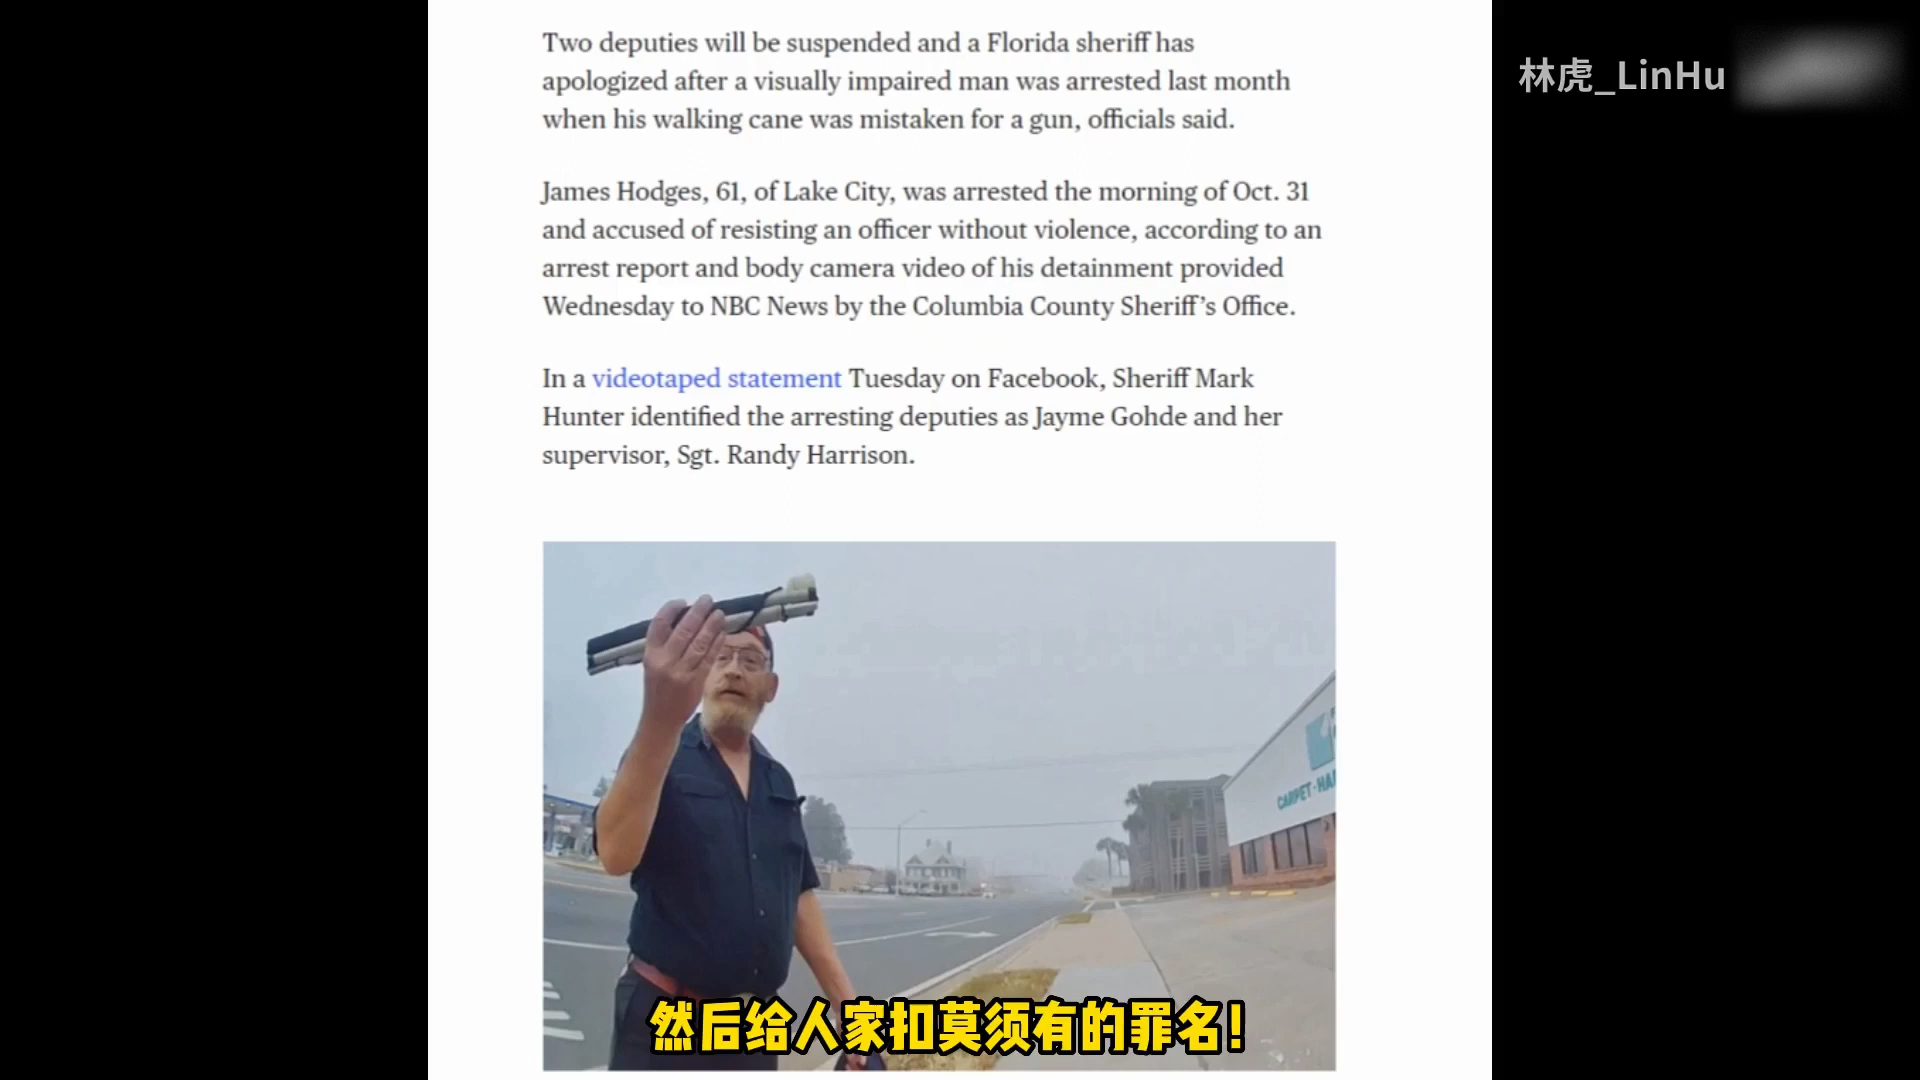 Two deputies will be suspended and a Florida sheriff has
apologized after a visually impaired man was arrested last month
when his walking cane was mistaken for a gun, officials said.
James Hodges, 61, of Lake City, was arrested the morning of Oct. 31
and accused of resisting an officer without violence, according to an
arrest report and body camera video of his detainment provided
Wednesday to NBC News by the Columbia County Sheriff’s Office.
In a videotaped statement Tuesday on Facebook, Sheriff Mark
Hunter identified the arresting deputies as Jayme Gohde and her
supervisor, Sgt. Randy Harrison.
林虎_LinHu
然后给人家扣莫须有的罪名!